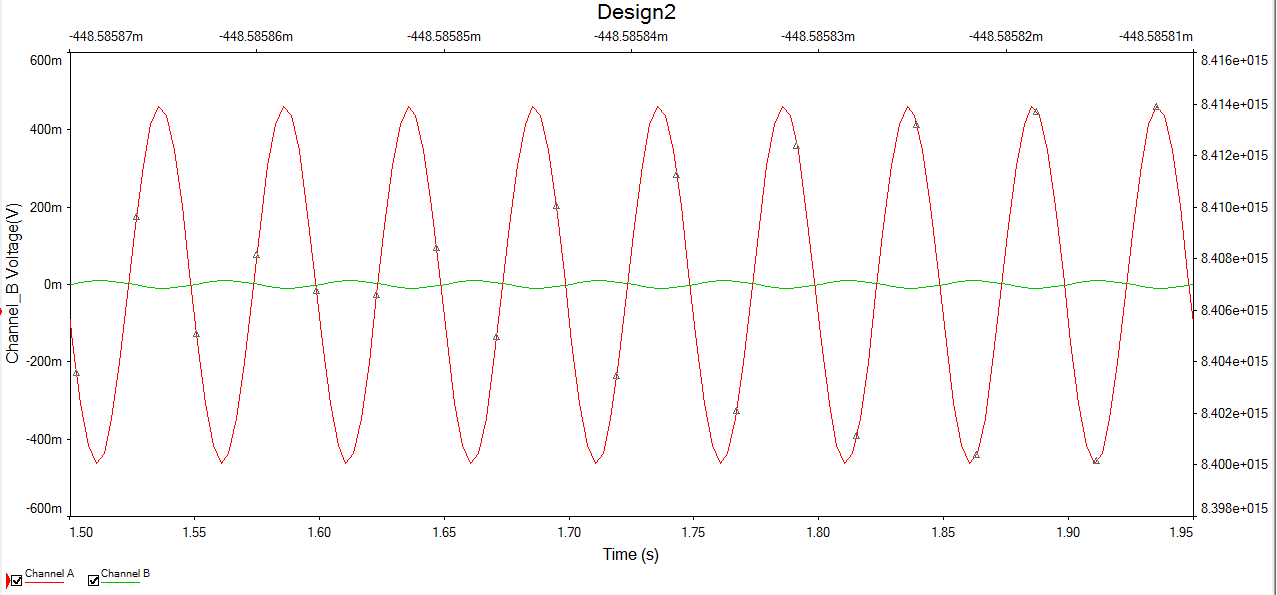 Design2
-448.58587m -448.58586m -448.58585m -448.58584m -448.58583m -448.58582m -448.58581m
600m 8.416e+015
8.414e+015
400m
8.412e+015
200m 8.410e+015
8.408e+015
0m
8.406e+015
-200m 8.404e+015
8.402e+015
-400m
8.400e+015
-600m 8.398e+015
Channel_B Voltage(V)
1.50 1.55 1.60 1.65 1.70 1.75 1.80 1.85 1.90 1.95
Time (s)
Channel A Channel B